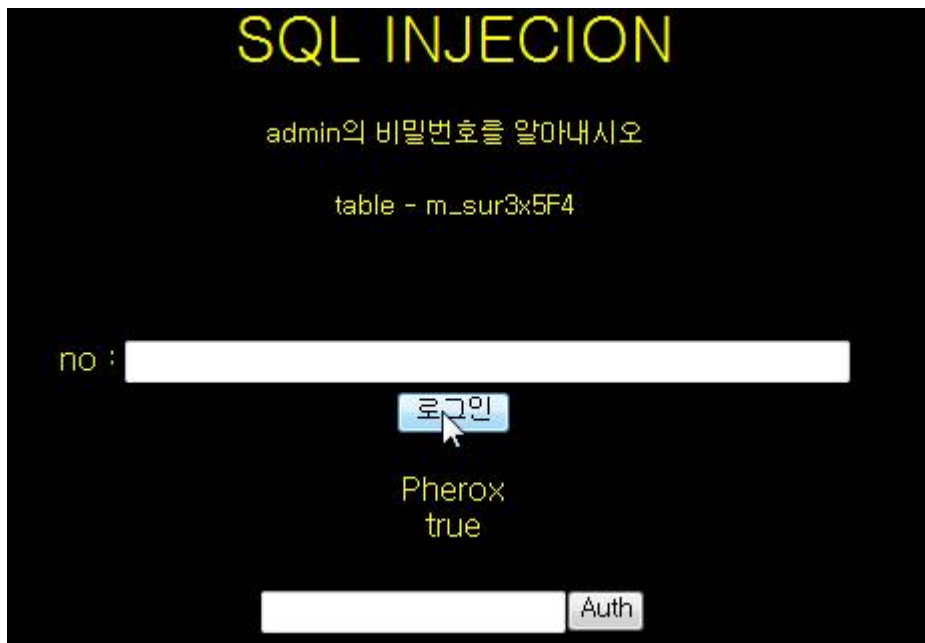 SQL INJECION
admin의 비밀번호를 알아내시오
table - m_sur3x5F4
no :
로그인
Pherox
true
Auth